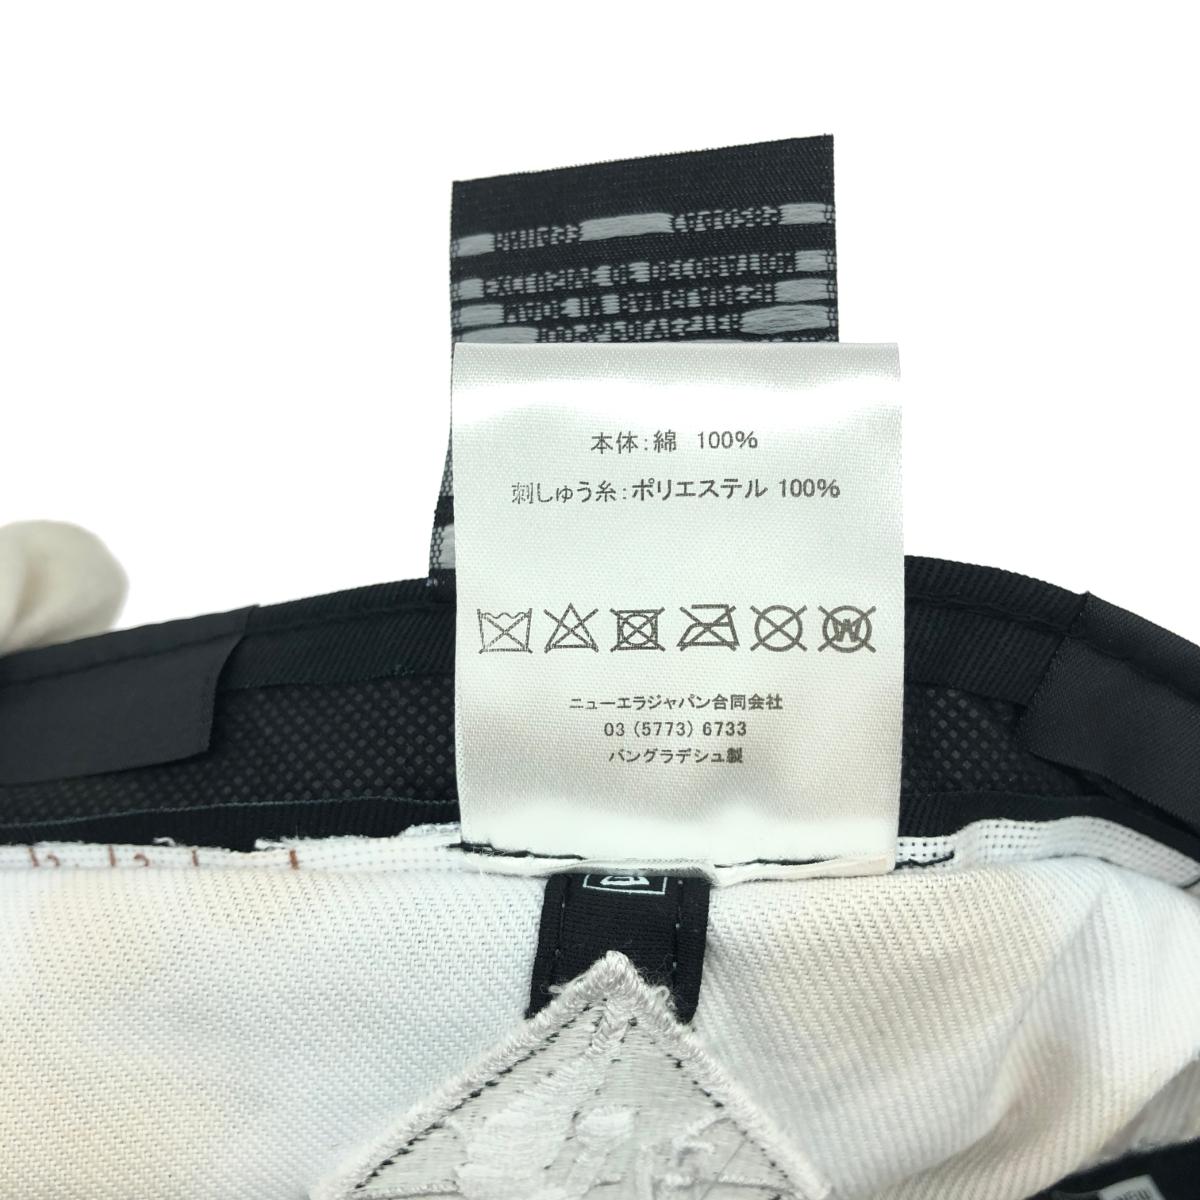 本体:綿 100%
刺しゅう糸:ポリエステル 100%
W
ニューエラジャパン合同会社
03 (5773) 6733
バングラデシュ製